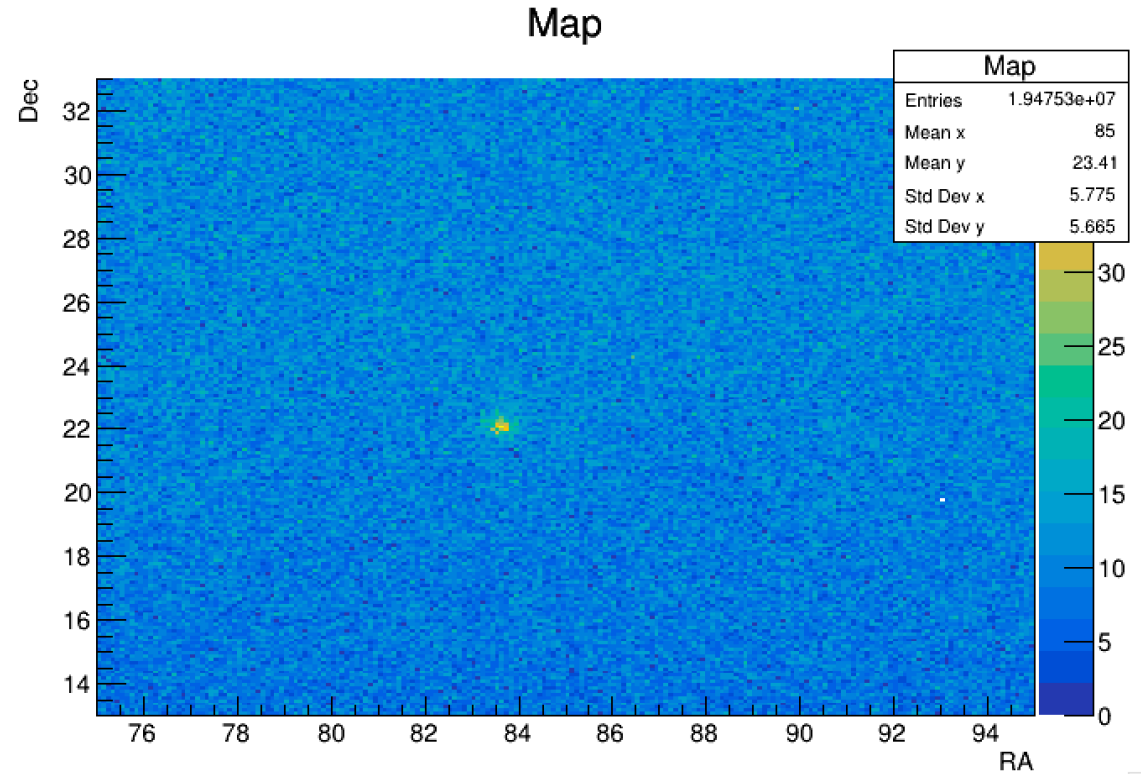 Map
Dec
Map
Entries 1.94753e+07
Mean x 85
Mean y 23.41
Std Dev x 5.775
Std Dev y 5.665
32
30
28
26
24
22
20
18
16
14
30
25
20
15
10
5
0
76 78 80 82 84 86 88 90 92 94
RA